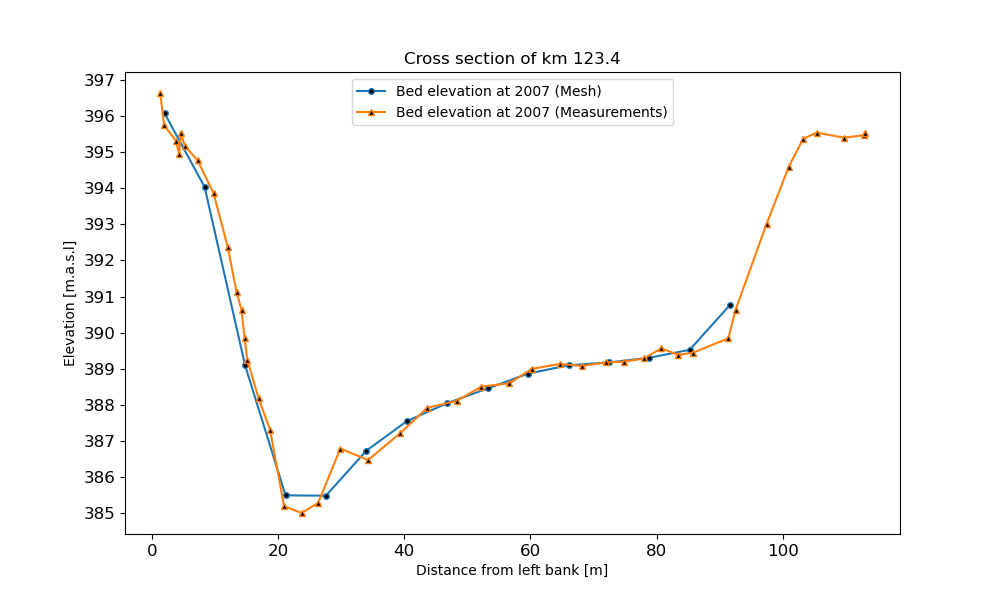 Cross section of km 123.4
Bed elevation at 2007 (Mesh)
Bed elevation at 2007 (Measurements)
397
396
395
394
393
392
391
390
389
388
387
386
385
Elevation [m.a.s.l]
0 20 40 60 80 100
Distance from left bank [m]